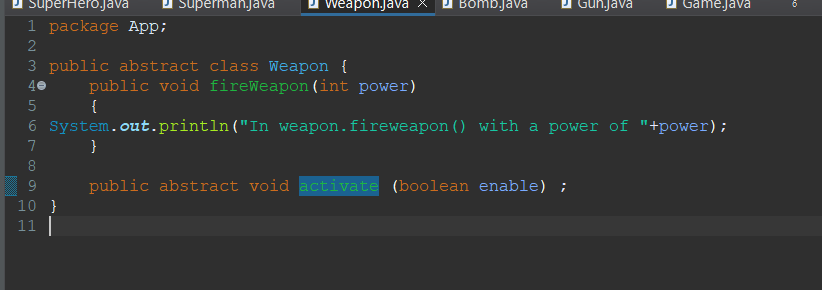 SuperHero.java Superman.java Weapon.java Bomb.java Gun.java Game.java 6
1 package App;
2
3 public abstract class Weapon {
4 public void fireWeapon(int power)
5 {
6 System.out.println("In weapon.fireweapon() with a power of "+power);
7 }
8
9 public abstract void activate (boolean enable) ;
10 }
11